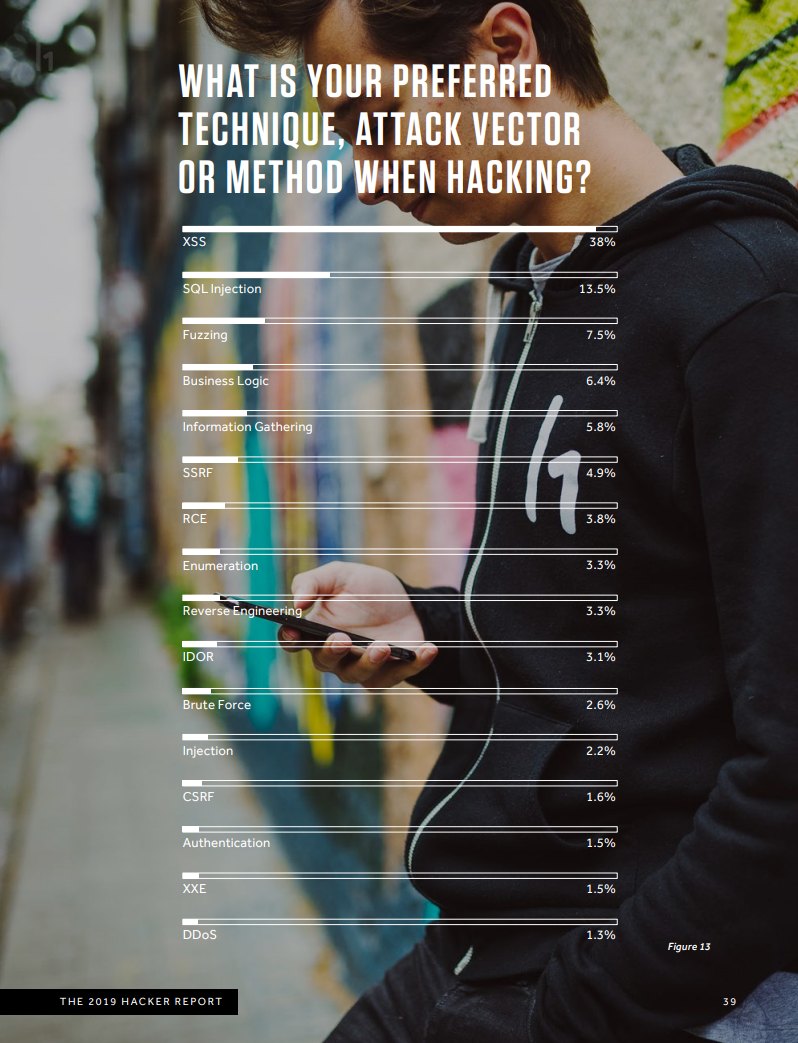 WHAT IS YOUR PREFERRED
TECHNIQUE, ATTACK VECTOR
OR METHOD WHEN HACKING?
XSS 38%
SQL Injection 13.5%
Fuzzing 7.5%
Business Logic 6.4%
Information Gathering 5.8%
SSRF 4.9%
RCE 3.8%
Enumeration 3.3%
Reverse Engineering 3.3%
IDOR 3.1%
Brute Force 2.6%
Injection 2.2%
CSRF 1.6%
Authentication 1.5%
XXE 1.5%
DDoS 1.3%
Figure 13
THE 2019 HACKER REPORT 39